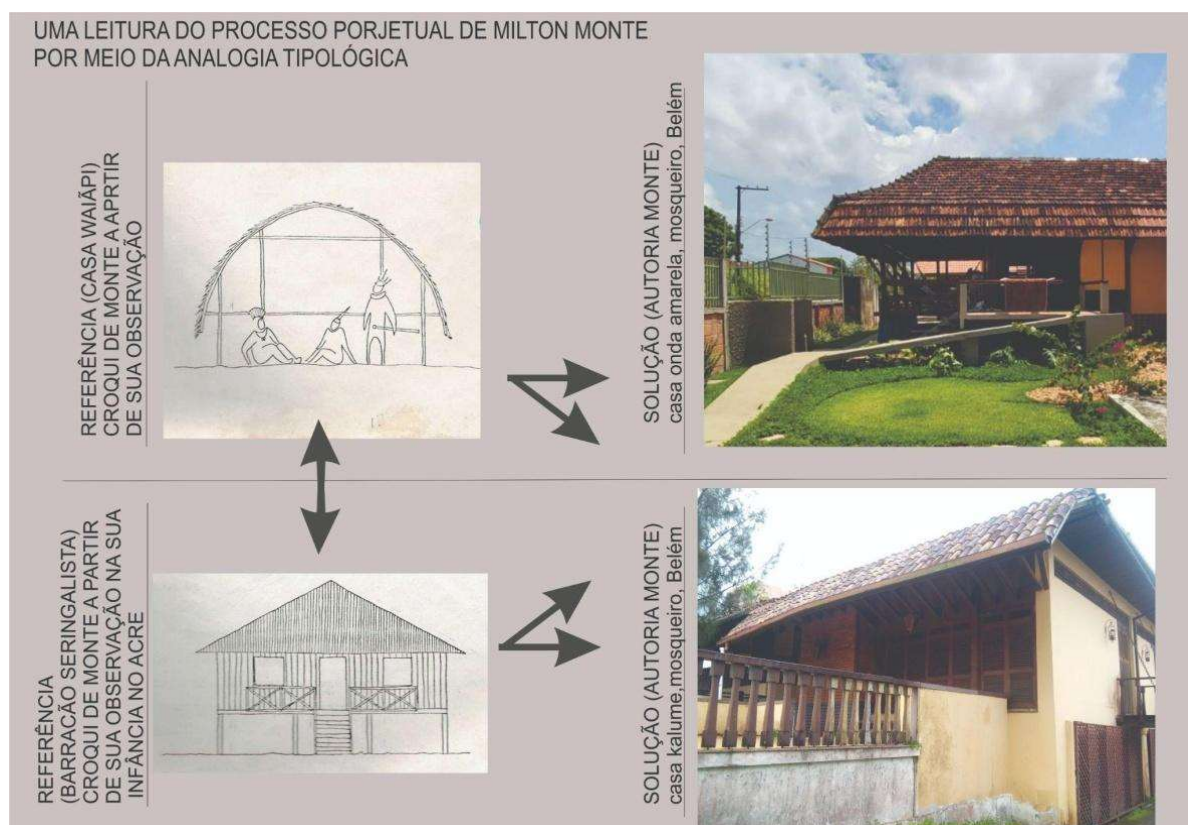 UMA LEITURA DO PROCESSO PORJETUAL DE MILTON MONTE
POR MEIO DA ANALOGIA TIPOLÓGICA
REFERÊNCIA (CASA WAIÃPI)
CROQUI DE MONTE A APRTIR
DE SUA OBSERVAÇÃO
SOLUÇÃO (AUTORIA MONTE)
casa onda amarela, mosqueiro, Belém
REFERÊNCIA
(BARRACÃO SERINGALISTA)
CROQUI DE MONTE A PARTIR
DE SUA OBSERVAÇÃO NA SUA
INFÂNCIA NO ACRE
SOLUÇÃO (AUTORIA MONTE)
casa kalume,mosqueiro, Belém